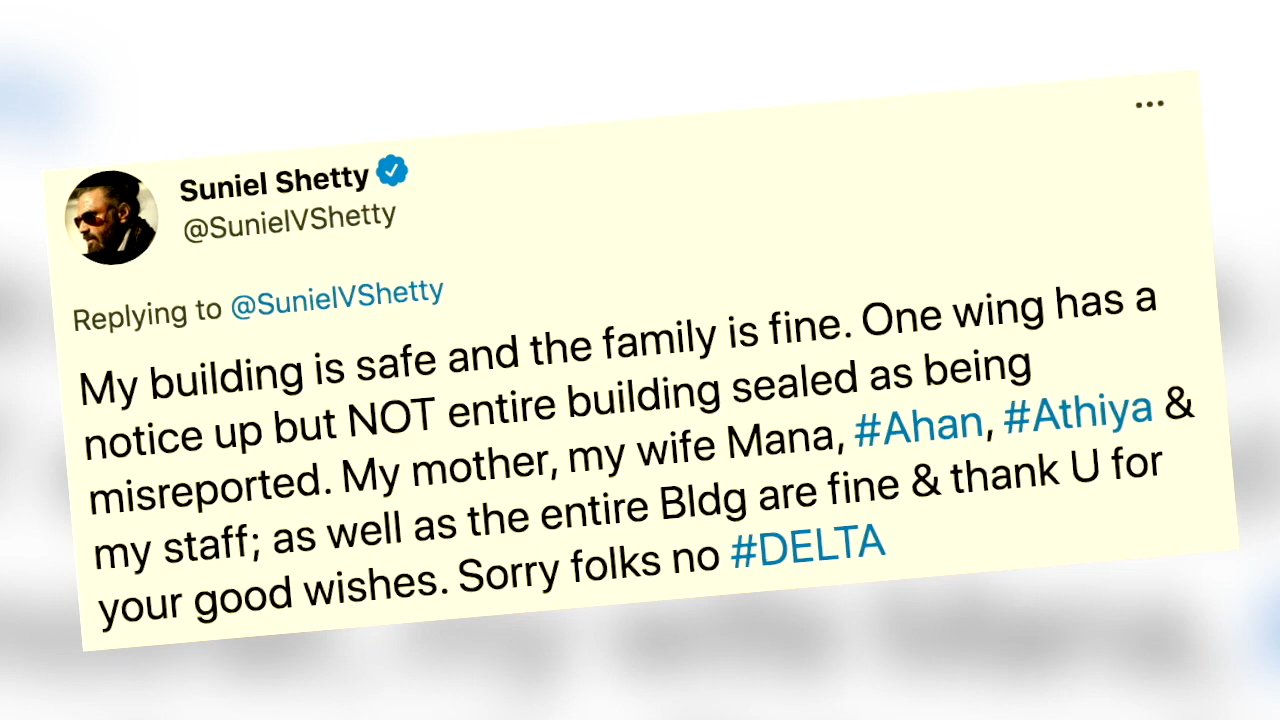 Suniel Shetty
@SunielVShetty
Replying to @SunielVShetty
My building is safe and the family is fine. One wing has a
notice up but NOT entire building sealed as being
misreported. My mother, my wife Mana, #Ahan, #Athiya &
my staff; as well as the entire Bldg are fine & thank U for
your good wishes. Sorry folks no #DELTA